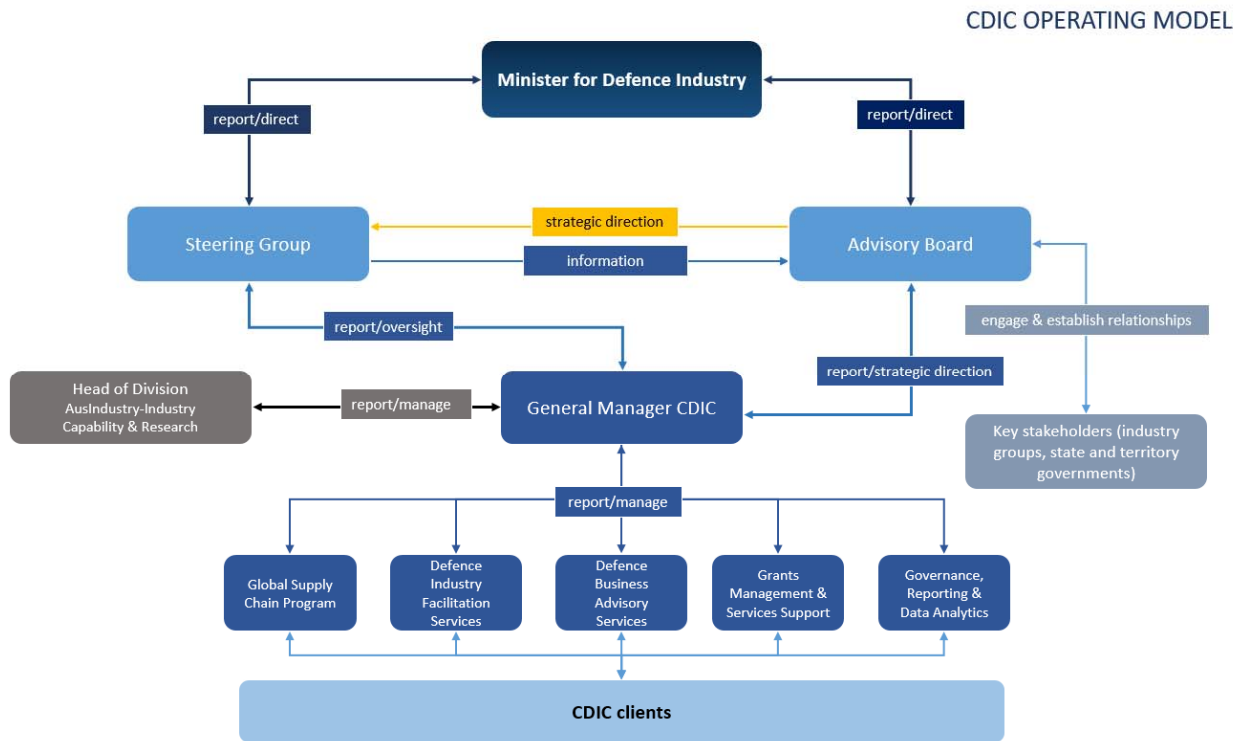 CDIC OPERATING MODEL
Minister for Defence Industry
report/direct
report/direct
Steering Group
strategic direction
information
Advisory Board
report/oversight
engage & establish relationships
report/strategic direction
Head of Division
AusIndustry-Industry
Capability & Research
report/manage
General Manager CDIC
Key stakeholders (industry
groups, state and territory
governments)
report/manage
Global Supply
Chain Program
Defence
Industry
Facilitation
Services
Defence
Business
Advisory
Services
Grants
Management &
Services Support
Governance,
Reporting &
Data Analytics
CDIC clients